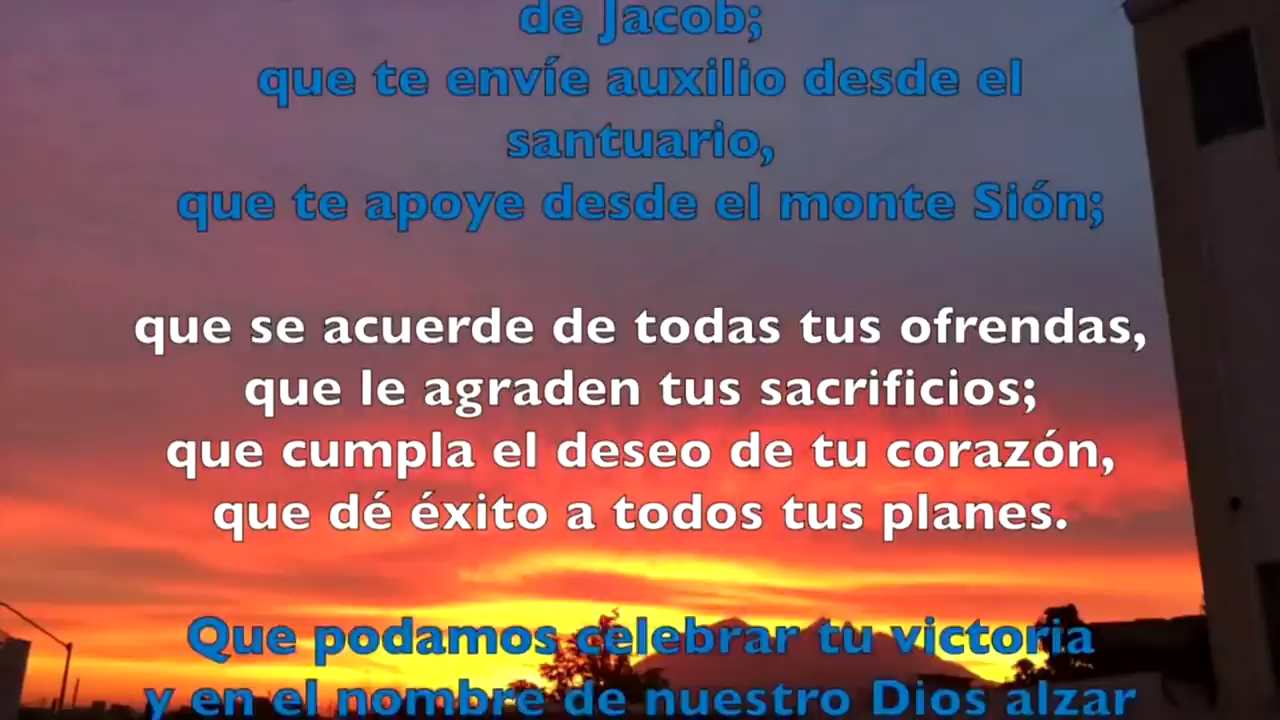 de Jacob;
que te envíe auxilio desde el
santuario,
que te apoye desde el monte Sión;
que se acuerde de todas tus ofrendas,
que le agraden tus sacrificios;
que cumpla el deseo de tu corazón,
que dé éxito a todos tus planes.
Que podamos celebrar tu victoria
y en el nombre de nuestro Dios alzar